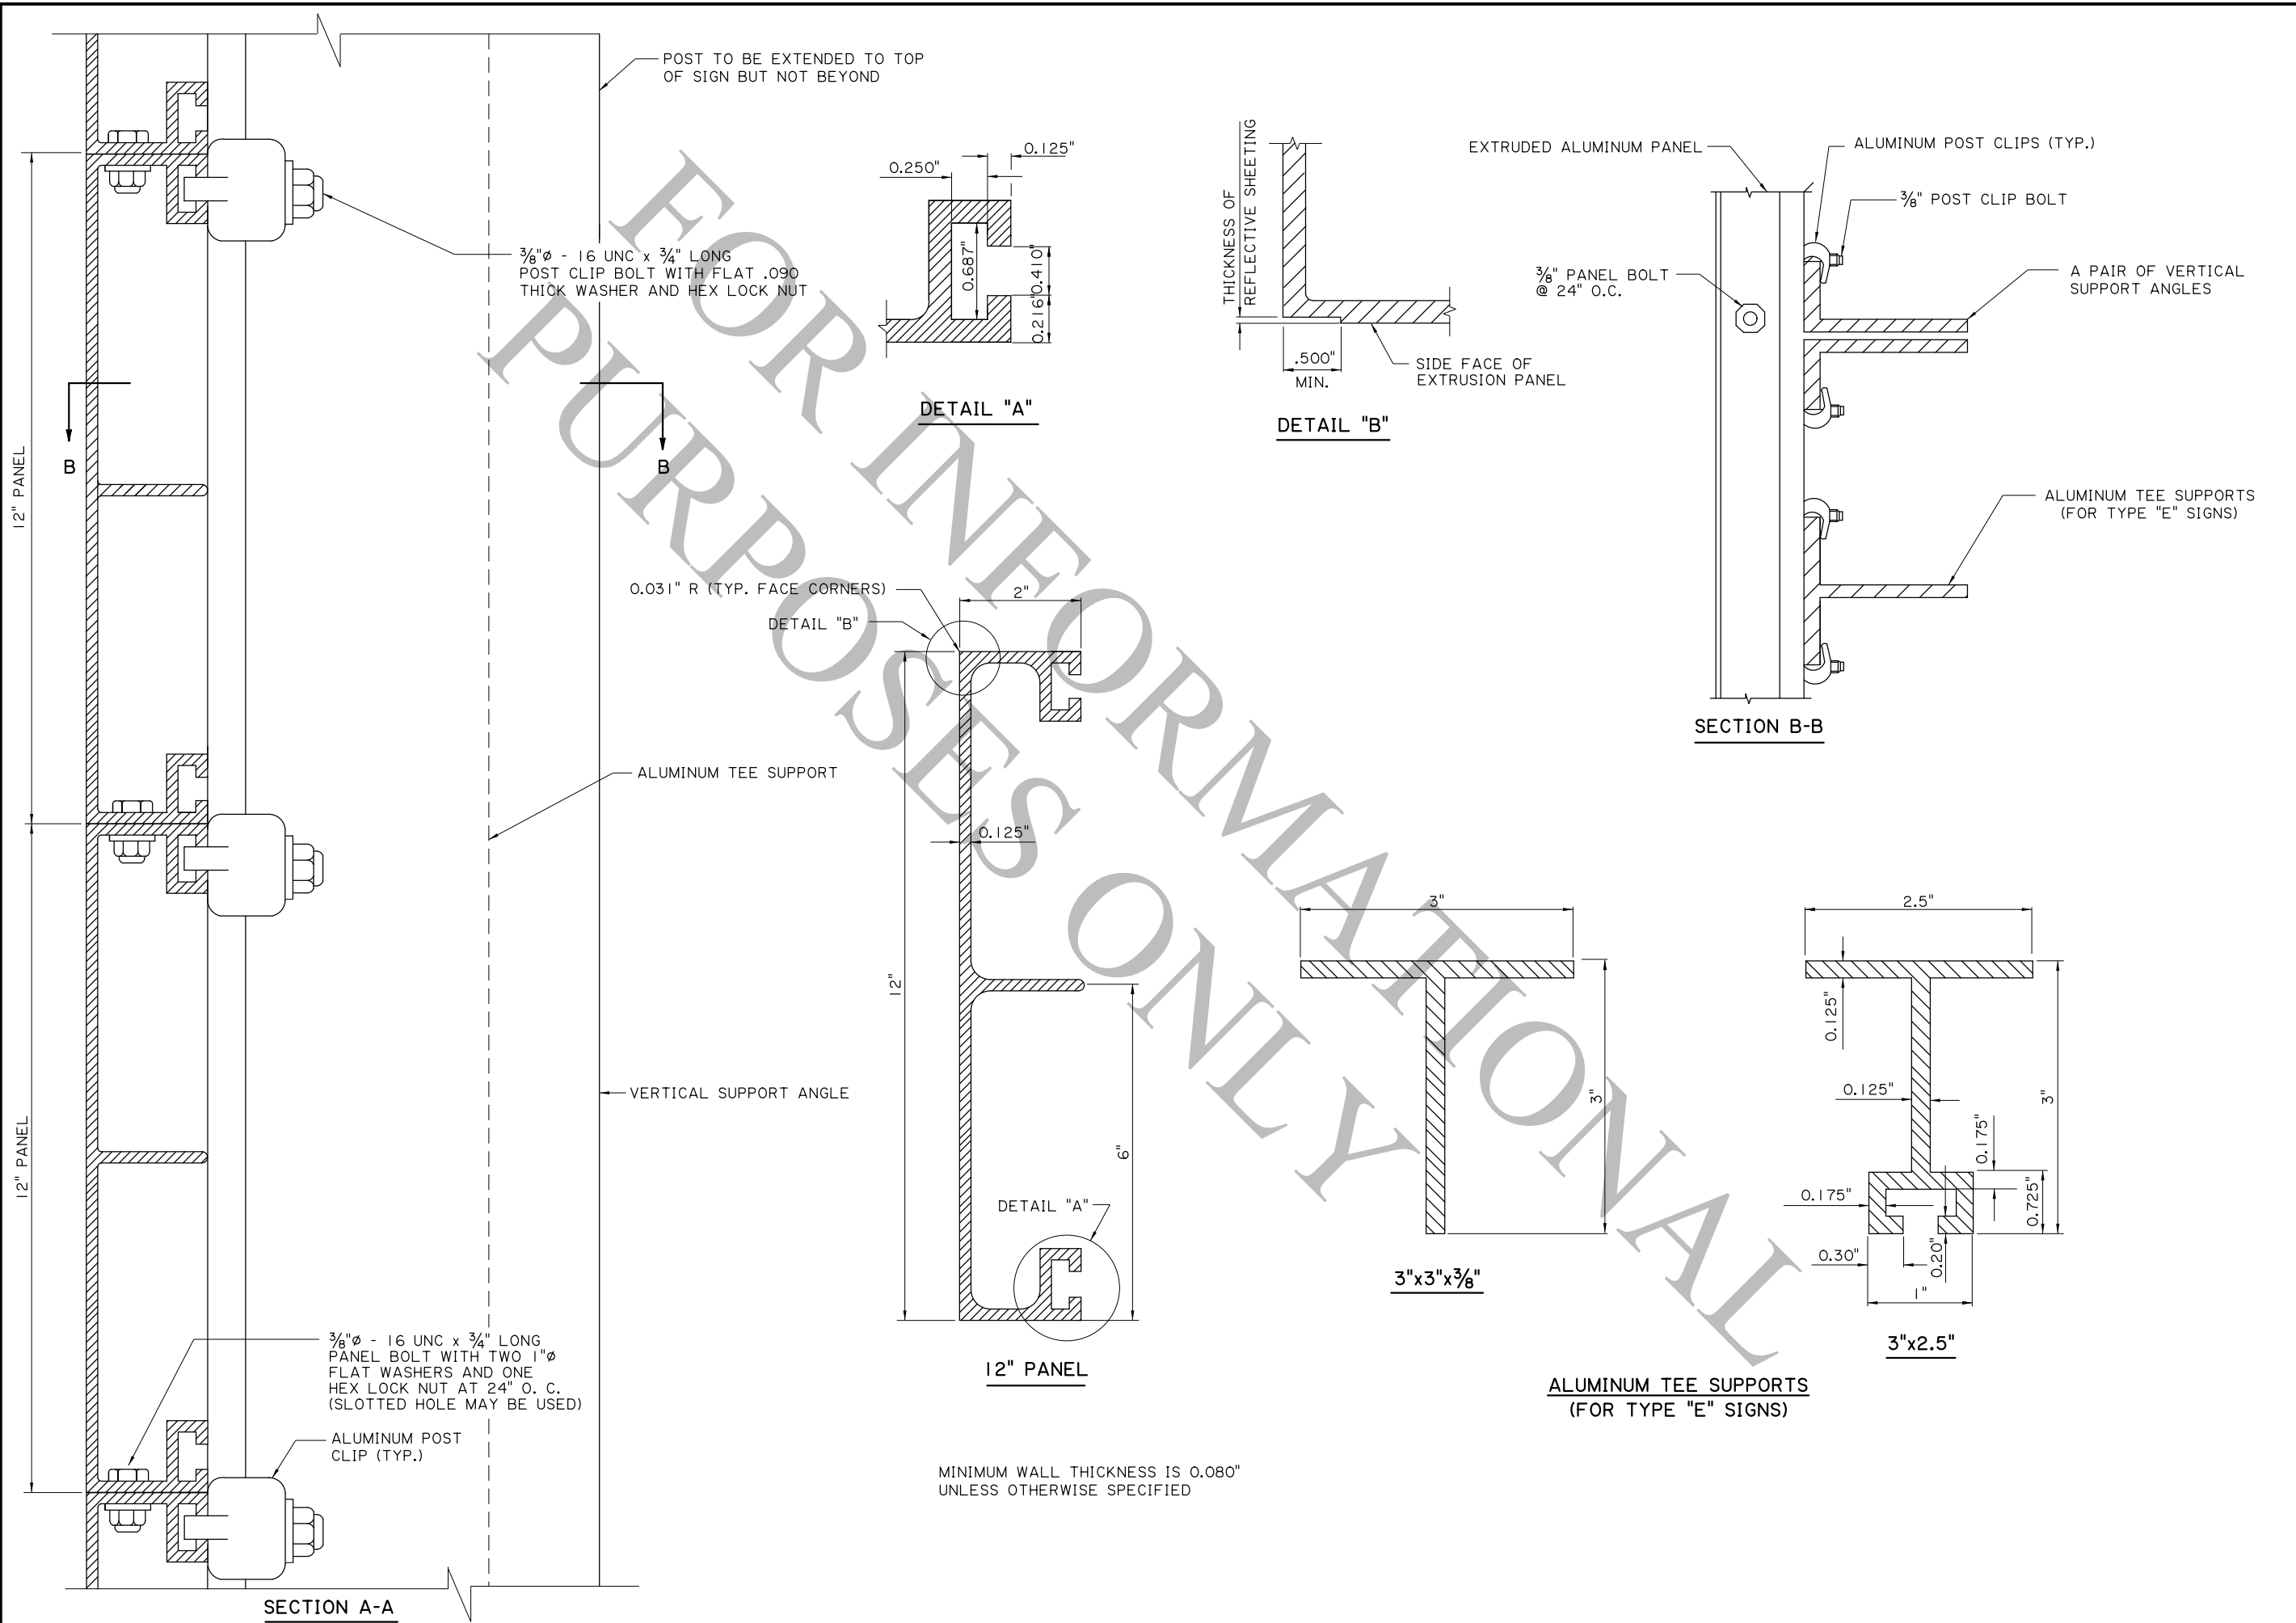 POST TO BE EXTENDED TO TOP
OF SIGN BUT NOT BEYOND
⅜"ø - 16 UNC x ¾" LONG
POST CLIP BOLT WITH FLAT .090
THICK WASHER AND HEX LOCK NUT
12" PANEL
B
B
12" PANEL
ALUMINUM TEE SUPPORT
VERTICAL SUPPORT ANGLE
⅜"ø - 16 UNC x ¾" LONG
PANEL BOLT WITH TWO 1"ø
FLAT WASHERS AND ONE
HEX LOCK NUT AT 24" O. C.
(SLOTTED HOLE MAY BE USED)
ALUMINUM POST
CLIP (TYP.)
SECTION A-A
0.125"
0.250"
0.687"
0.410"
0.216"
DETAIL "A"
THICKNESS OF
REFLECTIVE SHEETING
.500"
MIN.
SIDE FACE OF
EXTRUSION PANEL
DETAIL "B"
EXTRUDED ALUMINUM PANEL
ALUMINUM POST CLIPS (TYP.)
⅜" POST CLIP BOLT
⅜" PANEL BOLT
@ 24" O.C.
A PAIR OF VERTICAL
SUPPORT ANGLES
ALUMINUM TEE SUPPORTS
(FOR TYPE "E" SIGNS)
SECTION B-B
0.031" R (TYP. FACE CORNERS)
DETAIL "B"
2"
0.125"
12"
6"
DETAIL "A"
12" PANEL
MINIMUM WALL THICKNESS IS 0.080"
UNLESS OTHERWISE SPECIFIED
3"
3"
3"x3"x⅜"
2.5"
0.125"
0.125"
3"
0.175"
0.175"
0.725"
0.30"
0.20"
1"
3"x2.5"
ALUMINUM TEE SUPPORTS
(FOR TYPE "E" SIGNS)
FOR INFORMATIONAL
PURPOSES ONLY